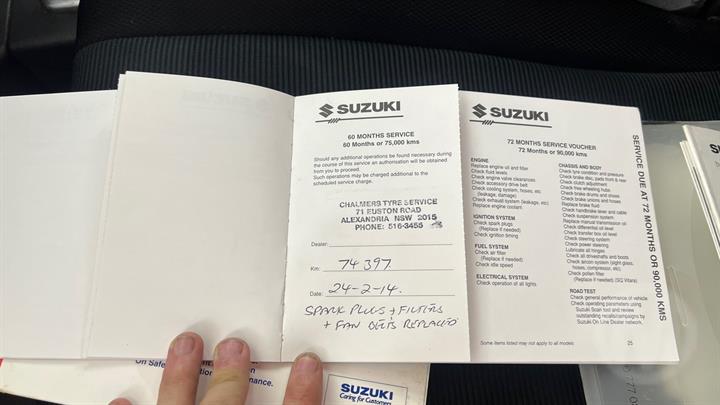 SUZUKI
60 MONTHS SERVICE
60 Months or 75,000 kms
Should any additional operations be found necessary during
the course of this service an authorisation will be obtained
from you to proceed.
Such operations may be charged additional to the
scheduled service charge.
CHALMERS TYRE SERVICE
71 EUSTON ROAD
ALEXANDRIA NSW 2015
PHONE: 516-3455
Dealer:
Km: 74 397
Date: 24-2-14.
SPARK PLUGS + FILTERS
+ FAN BELTS REPLACED
SUZUKI
72 MONTHS SERVICE VOUCHER
72 Months or 90,000 kms
ENGINE
Replace engine oil and filter
Check fluid levels
Check engine valve clearances
Check accessory drive belt
Check cooling system, hoses, etc
(leakage, damage)
Check exhaust system (leakage, etc)
Replace engine coolant
IGNITION SYSTEM
Check spark plugs
(Replace if needed)
Check ignition timing
FUEL SYSTEM
Check air filter
(Replace if needed)
Check idle speed
ELECTRICAL SYSTEM
Check operation of all lights
CHASSIS AND BODY
Check tyre condition and pressure
Check brake disc, pads front & rear
Check clutch adjustment
Check free wheeling hubs
Check brake drums and shoes
Check brake unions and hoses
Replace brake fluid
Check handbrake lever and cable
Check suspension system
Replace manual transmission oil
Check differential oil level
Check transfer box oil level
Check steering system
Check power steering
Lubricate all hinges
Check all driveshafts and boots
Check aircon system (sight glass,
hoses, compressor, etc)
Check pollen filter
(Replace if needed) (SQ Vitara)
ROAD TEST
Check general performance of vehicle
Check operating parameters using
Suzuki Scan tool and review
outstanding recalls/campaigns by
Suzuki On Line Dealer network.
Some items listed may not apply to all models
25
SERVICE DUE AT 72 MONTHS OR 90,000 KMS
on Safe
nance.
SUZUKI
Caring for Customers